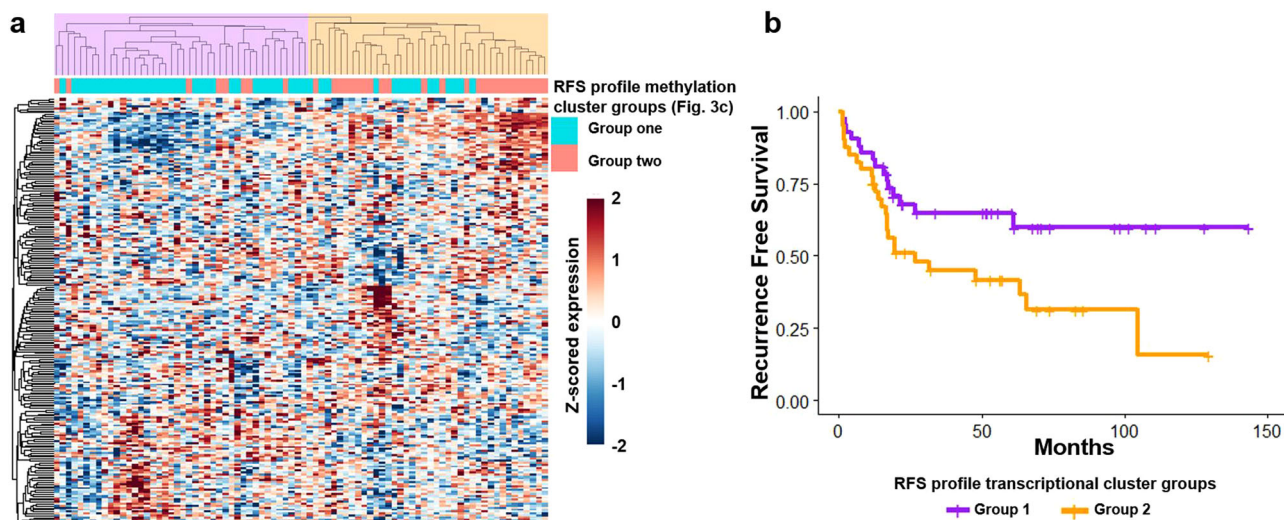 a
RFS profile methylation
cluster groups (Fig. 3c)
Group one
Group two
Z-scored expression
2
1
0
-1
-2
b
Recurrence Free Survival
1.00
0.75
0.50
0.25
0.00
0
50
100
150
Months
RFS profile transcriptional cluster groups
Group 1
Group 2